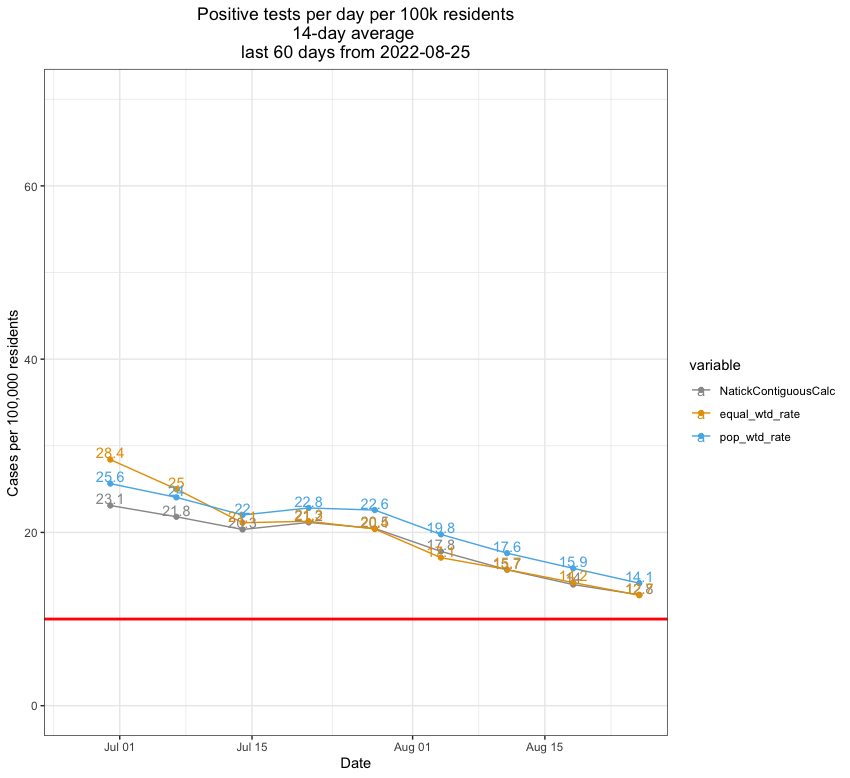 Positive tests per day per 100k residents
14-day average
last 60 days from 2022-08-25
Cases per 100,000 residents
60
40
20
0
28.4
25.6
23.1
25
24
21.8
22
22.8
22.6
19.8
17.8
17.6
15.7
15.9
14.1
Jul 01
Jul 15
Aug 01
Aug 15
Date
variable
a NatickContiguousCalc
a equal_wtd_rate
a pop_wtd_rate